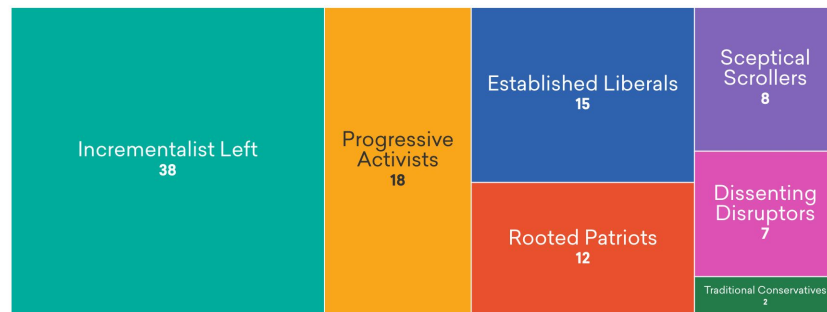 Incrementalist Left
38
Progressive
Activists
18
Established Liberals
15
Rooted Patriots
12
Sceptical
Scrollers
8
Dissenting
Disruptors
7
Traditional Conservatives
2